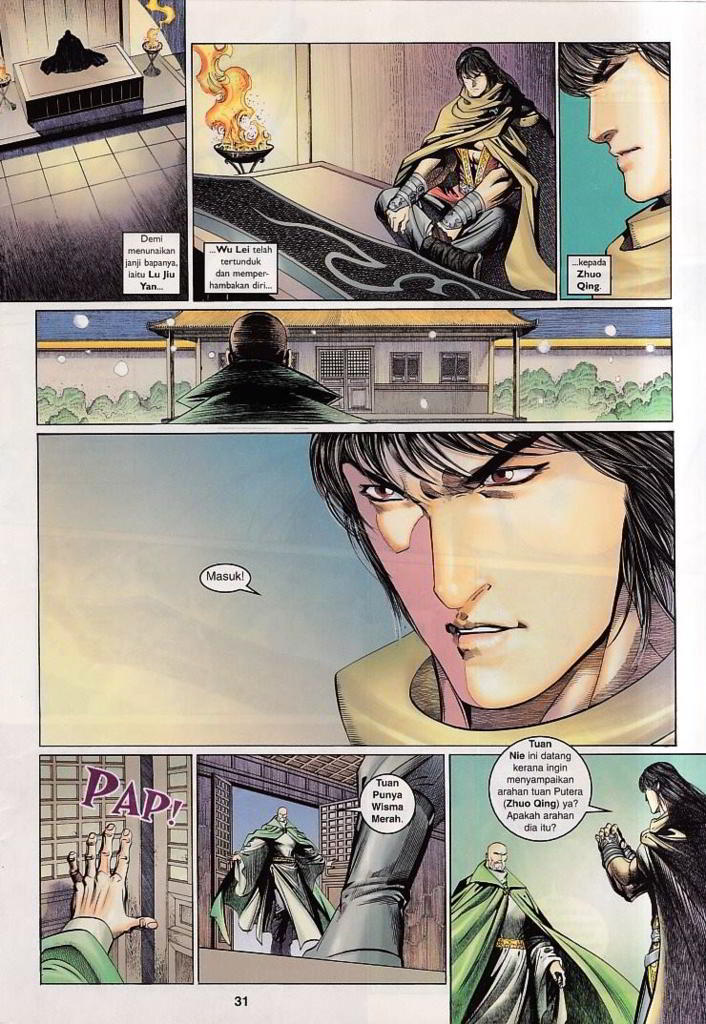 Demi
menunaikan
janji bapanya,
iaitu Lu Jiu
Yan...
...Wu Lei telah
tertunduk
dan memper-
hambakan diri...
...kepada
Zhuo
Qing.
Masuk!
PAP!
Tuan
Punya
Wisma
Merah.
Tuan
Nie ini datang
kerana ingin
menyampaikan
arahan tuan Putera
(Zhuo Qing) ya?
Apakah arahan
dia itu?
31